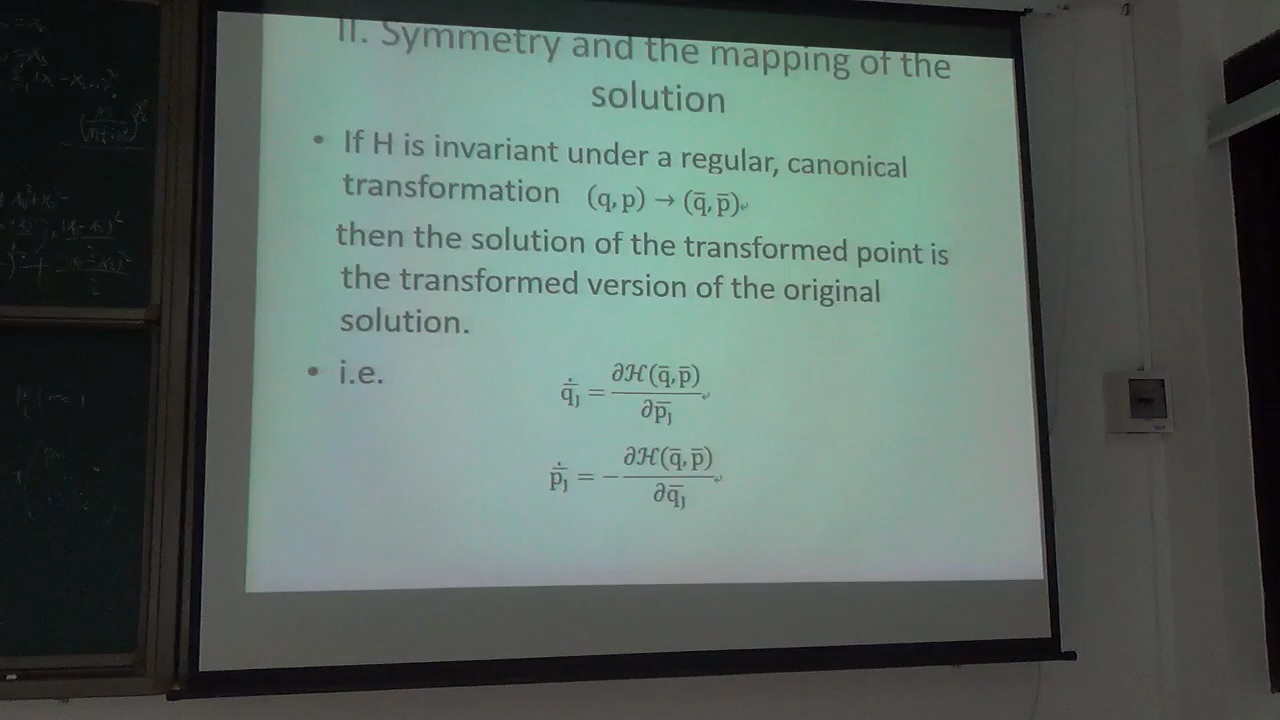 II. Symmetry and the mapping of the
solution
• If H is invariant under a regular, canonical
transformation (q,p) → (q̄,p̄)
then the solution of the transformed point is
the transformed version of the original
solution.
• i.e.
q̄̇ⱼ = ∂ℋ(q̄,p̄)/∂p̄ⱼ
p̄̇ⱼ = −∂ℋ(q̄,p̄)/∂q̄ⱼ